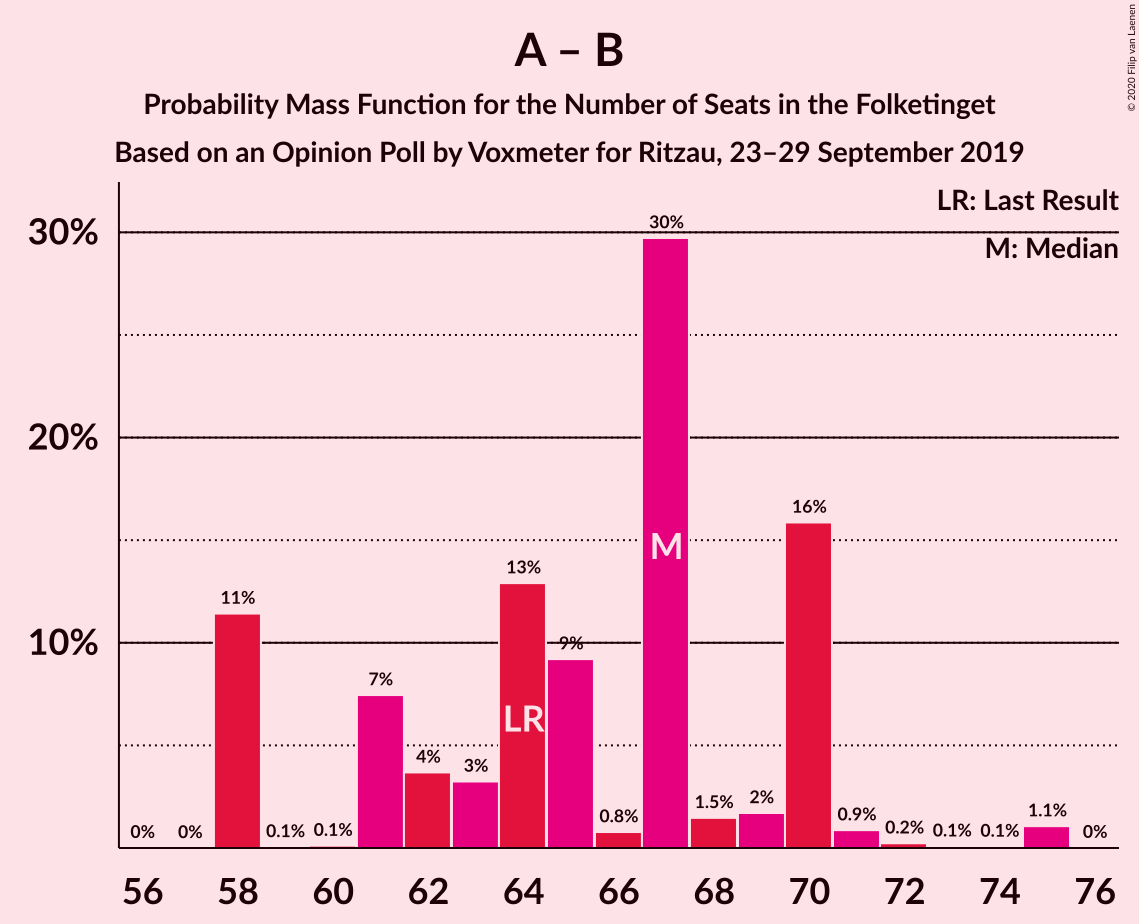 A – B
Probability Mass Function for the Number of Seats in the Folketinget
Based on an Opinion Poll by Voxmeter for Ritzau, 23–29 September 2019
© 2020 Filip van Laenen
LR: Last Result
M: Median
30%
20%
10%
0%
0%
11%
0.1%
0.1%
7%
4%
3%
13%
9%
0.8%
30%
1.5%
2%
16%
0.9%
0.2%
0.1%
0.1%
1.1%
0%
LR
M
56 58 60 62 64 66 68 70 72 74 76